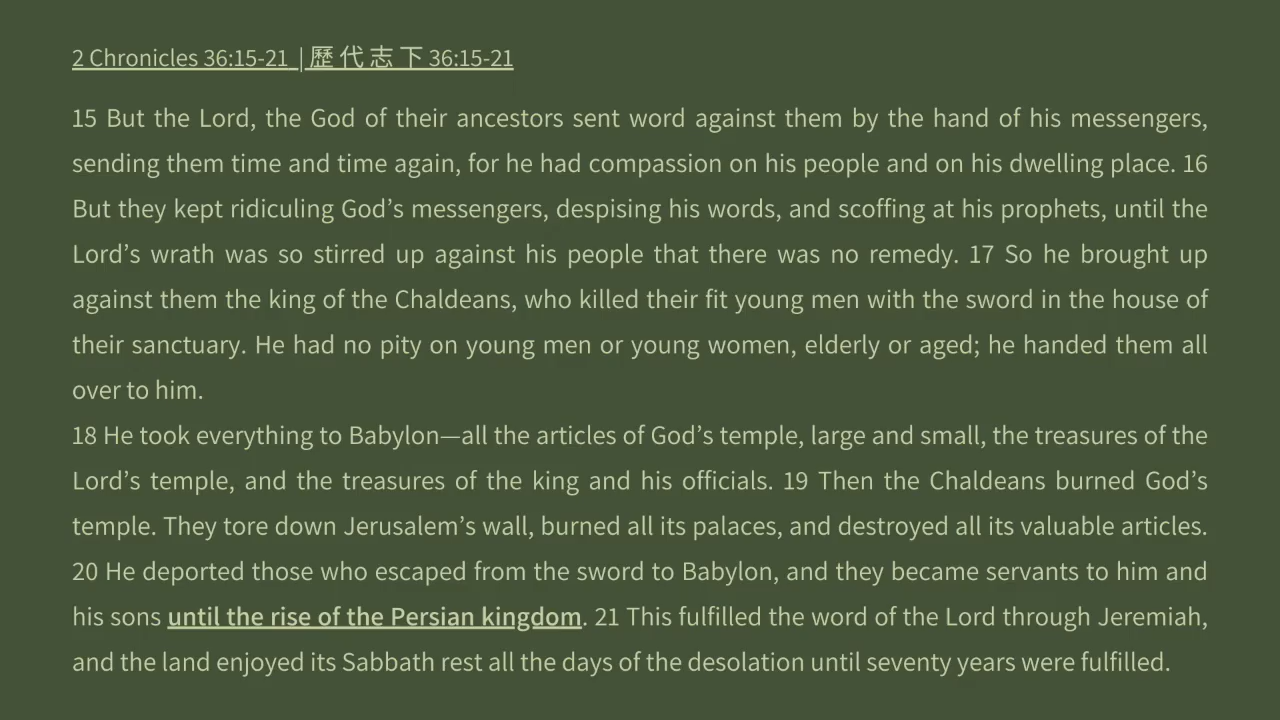 2 Chronicles 36:15-21 | 歷代志下 36:15-21
15 But the Lord, the God of their ancestors sent word against them by the hand of his messengers,
sending them time and time again, for he had compassion on his people and on his dwelling place. 16
But they kept ridiculing God’s messengers, despising his words, and scoffing at his prophets, until the
Lord’s wrath was so stirred up against his people that there was no remedy. 17 So he brought up
against them the king of the Chaldeans, who killed their fit young men with the sword in the house of
their sanctuary. He had no pity on young men or young women, elderly or aged; he handed them all
over to him.
18 He took everything to Babylon—all the articles of God’s temple, large and small, the treasures of the
Lord’s temple, and the treasures of the king and his officials. 19 Then the Chaldeans burned God’s
temple. They tore down Jerusalem’s wall, burned all its palaces, and destroyed all its valuable articles.
20 He deported those who escaped from the sword to Babylon, and they became servants to him and
his sons until the rise of the Persian kingdom. 21 This fulfilled the word of the Lord through Jeremiah,
and the land enjoyed its Sabbath rest all the days of the desolation until seventy years were fulfilled.